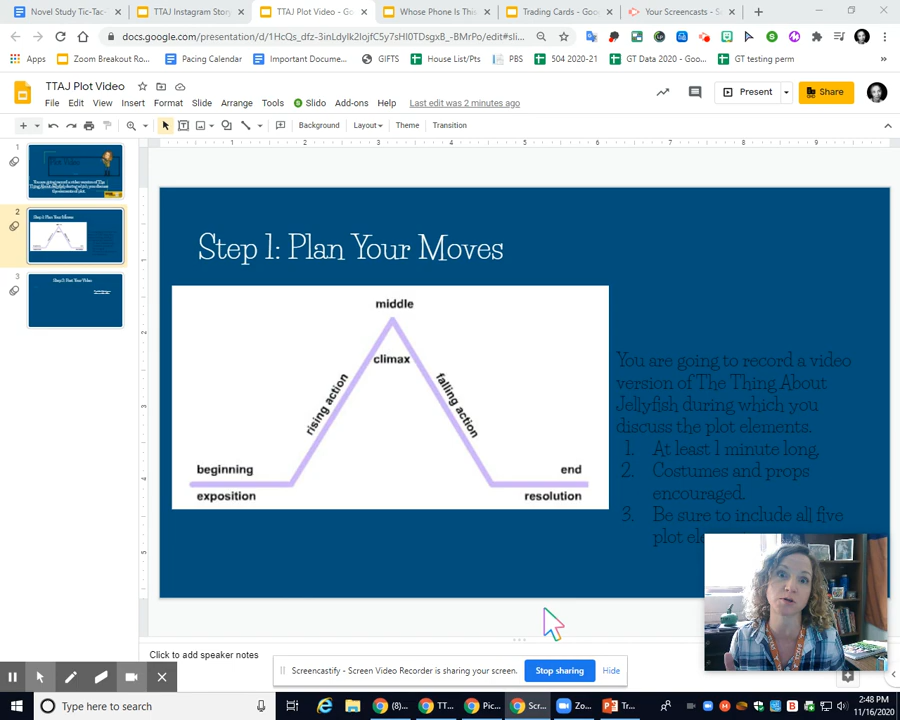 Novel Study Tic-Tac-
TTAJ Instagram Story
TTAJ Plot Video - Go
Whose Phone Is This
Trading Cards - Goo
Your Screencasts - S
docs.google.com/presentation/d/1HcQs_dfz-3inLdylk2lojfC5y7sHl0TDsgxB_-BMrPo/edit#sli...
Apps
Zoom Breakout Ro...
Pacing Calendar
Important Docume...
GIFTS
House List/Pts
PBS
504 2020-21
GT Data 2020 - Goo...
GT testing perm
TTAJ Plot Video
File Edit View Insert Format Slide Arrange Tools Slido Add-ons Help Last edit was 2 minutes ago
Present
Share
Background Layout Theme Transition
Step 1: Plan Your Moves
middle
climax
rising action
falling action
beginning
exposition
end
resolution
You are going to record a video
version of The Thing About
Jellyfish during which you
discuss the plot elements.
1. At least 1 minute long.
2. Costumes and props
encouraged.
3. Be sure to include all five
plot
Click to add speaker notes
Screencastify - Screen Video Recorder is sharing your screen.
Stop sharing
Hide
Type here to search
(8)...
TT...
Pic...
Scr...
Zo...
Tr...
2:48 PM
11/16/2020